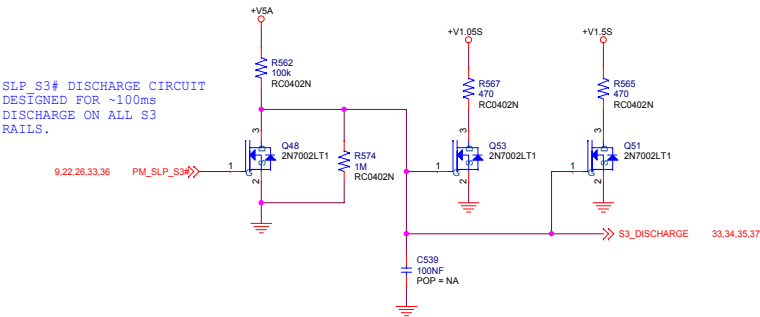 +V5A
+V1.05S
+V1.5S
R562
100k
RC0402N
R567
470
RC0402N
R565
470
RC0402N
SLP_S3# DISCHARGE CIRCUIT
DESIGNED FOR ~100ms
DISCHARGE ON ALL S3
RAILS.
3
Q48
2N7002LT1
3
Q53
2N7002LT1
3
Q51
2N7002LT1
R574
1M
RC0402N
9,22,26,33,36 PM_SLP_S3#
1
G
S
2
1
G
S
2
1
G
S
2
S3_DISCHARGE 33,34,35,37
C539
100NF
POP = NA